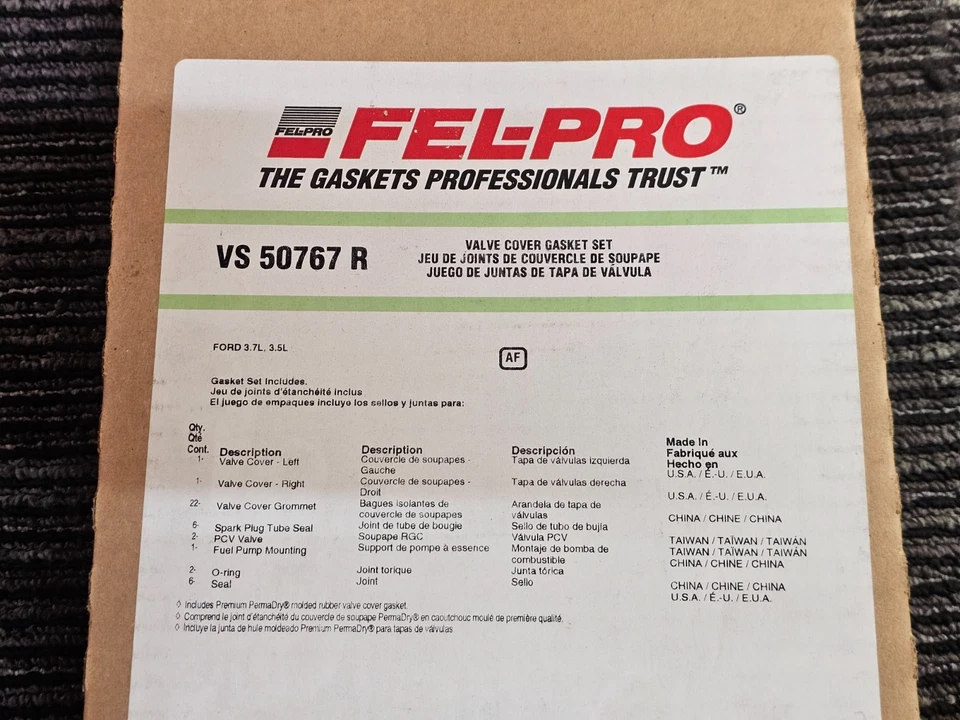 FEL-PRO
FEL-PRO®
THE GASKETS PROFESSIONALS TRUST™
VS 50767 R
VALVE COVER GASKET SET
JEU DE JOINTS DE COUVERCLE DE SOUPAPE
JUEGO DE JUNTAS DE TAPA DE VÁLVULA
FORD 3.7L, 3.5L
AF
Gasket Set Includes.
Jeu de joints d'étanchéité inclus
El juego de empaques incluye los sellos y juntas para:
Qty.
Qté
Cont. Description Description Descripción Made In
Fabriqué aux
Hecho en
1- Valve Cover - Left Couvercle de soupapes - Tapa de válvulas izquierda U.S.A. / É.-U. / E.U.A.
Gauche
1- Valve Cover - Right Couvercle de soupapes - Tapa de válvulas derecha U.S.A. / É.-U. / E.U.A.
Droit
22- Valve Cover Grommet Bagues isolantes de Arandela de tapa de CHINA / CHINE / CHINA
couvercle de soupapes válvulas
6- Spark Plug Tube Seal Joint de tube de bougie Sello de tubo de bujía TAIWAN / TAÏWAN / TAIWÁN
2- PCV Valve Soupape RGC Válvula PCV TAIWAN / TAÏWAN / TAIWÁN
1- Fuel Pump Mounting Support de pompe à essence Montaje de bomba de CHINA / CHINE / CHINA
combustible
2- O-ring Joint torique Junta tórica CHINA / CHINE / CHINA
6- Seal Joint Sello U.S.A. / É.-U. / E.U.A.
◊ Includes Premium PermaDry® molded rubber valve cover gasket.
◊ Comprend le joint d'étanchéité du couvercle de soupape PermaDry® en caoutchouc moulé de première qualité.
◊ Incluye la junta de hule moldeado Premium PermaDry® para tapas de válvulas